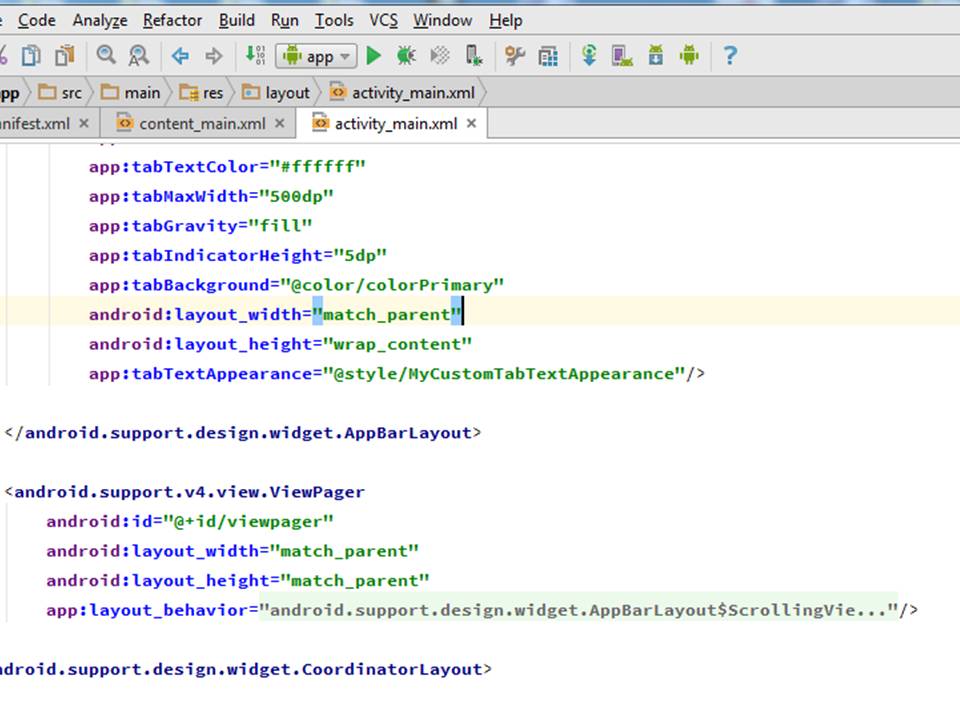 Code Analyze Refactor Build Run Tools VCS Window Help
app
src main res layout activity_main.xml
content_main.xml activity_main.xml
app:tabTextColor="#ffffff"
app:tabMaxWidth="500dp"
app:tabGravity="fill"
app:tabIndicatorHeight="5dp"
app:tabBackground="@color/colorPrimary"
android:layout_width="match_parent"
android:layout_height="wrap_content"
app:tabTextAppearance="@style/MyCustomTabTextAppearance"/>
</android.support.design.widget.AppBarLayout>
<android.support.v4.view.ViewPager
android:id="@+id/viewpager"
android:layout_width="match_parent"
android:layout_height="match_parent"
app:layout_behavior="android.support.design.widget.AppBarLayout$ScrollingVie..."/>
android.support.design.widget.CoordinatorLayout>